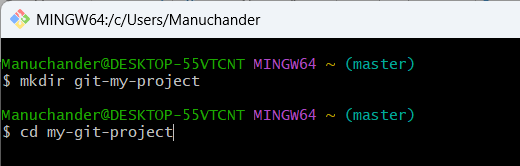 MINGW64:/c/Users/Manuchander
Manuchander@DESKTOP-55VTCNT MINGW64 ~ (master)
$ mkdir git-my-project
Manuchander@DESKTOP-55VTCNT MINGW64 ~ (master)
$ cd my-git-project